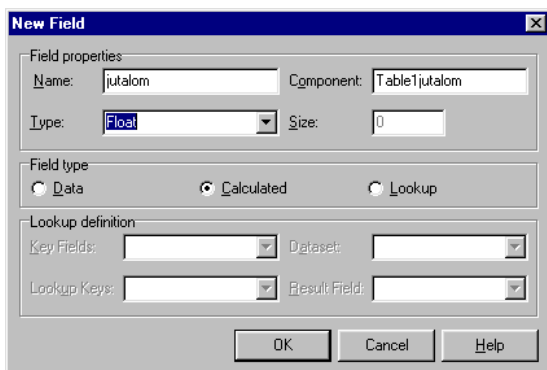 New Field
Field properties
Name: jutalom Component: Table1jutalom
Type: Float Size: 0
Field type
Data Calculated Lookup
Lookup definition
Key Fields: Dataset:
Lookup Keys: Result Field:
OK Cancel Help